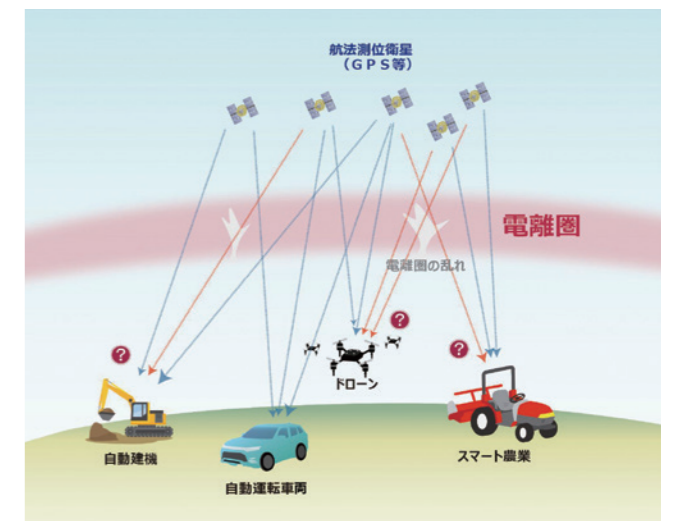 航法測位衛星
(GPS等)
電離圏
電離圏の乱れ
?
?
?
ドローン
自動建機
スマート農業
自動運転車両